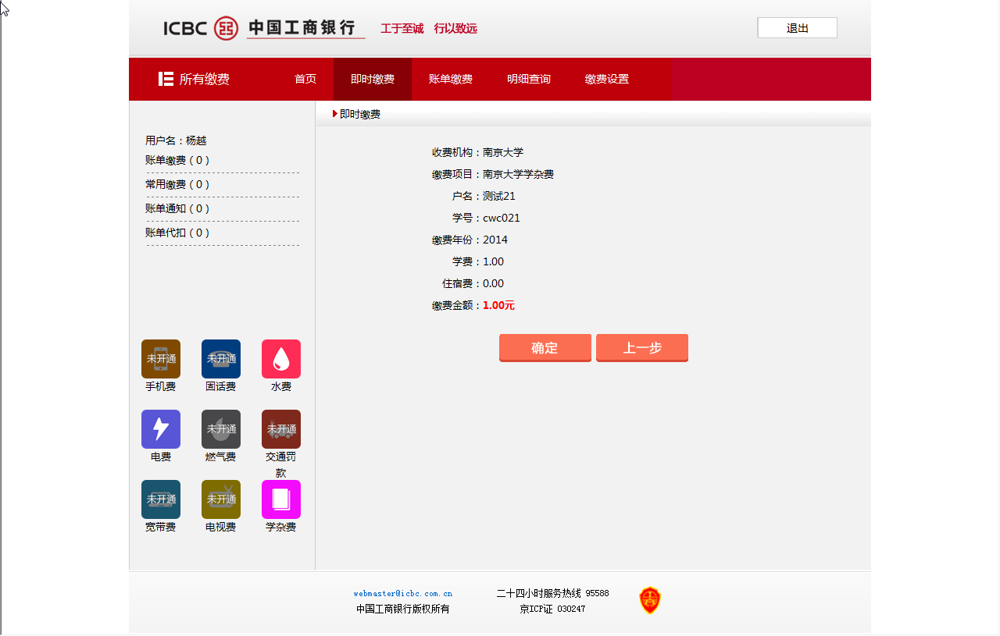 ICBC 中国工商银行 工于至诚 行以致远
退出
所有缴费 首页 即时缴费 账单缴费 明细查询 缴费设置
即时缴费
用户名：杨越
账单缴费（0）
常用缴费（0）
账单通知（0）
账单代扣（0）
收费机构：南京大学
缴费项目：南京大学学杂费
户名：测试21
学号：cwc021
缴费年份：2014
学费：1.00
住宿费：0.00
缴费金额：1.00元
确定 上一步
未开通 未开通
手机费 固话费 水费
未开通 未开通
电费 燃气费 交通罚
款
未开通 未开通
宽带费 电视费 学杂费
webmaster@icbc.com.cn 二十四小时服务热线 95588
中国工商银行版权所有 京ICP证 030247